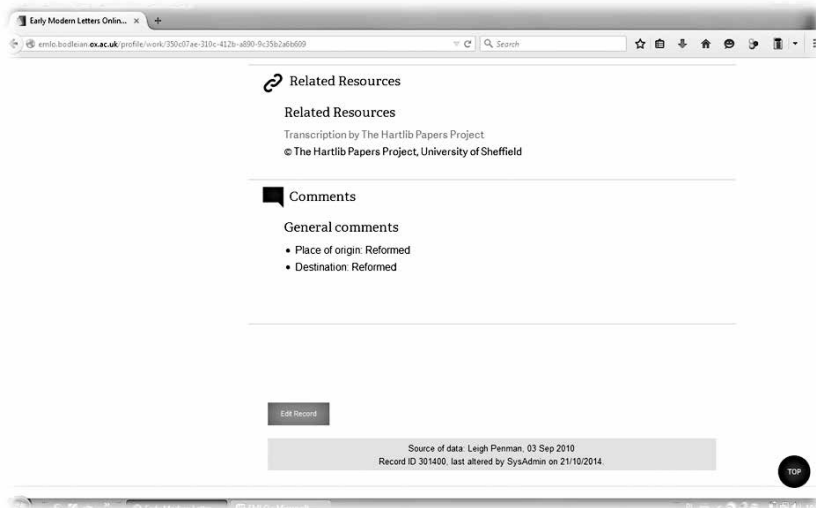 Early Modern Letters Onlin... × +
emlo.bodleian.ox.ac.uk/profile/work/350c07ae-310c-412b-a890-9c35b2a6b609 Search
Related Resources
Related Resources
Transcription by The Hartlib Papers Project
© The Hartlib Papers Project, University of Sheffield
Comments
General comments
• Place of origin: Reformed
• Destination: Reformed
Edit Record
Source of data: Leigh Penman, 03 Sep 2010
Record ID 301400, last altered by SysAdmin on 21/10/2014.
TOP